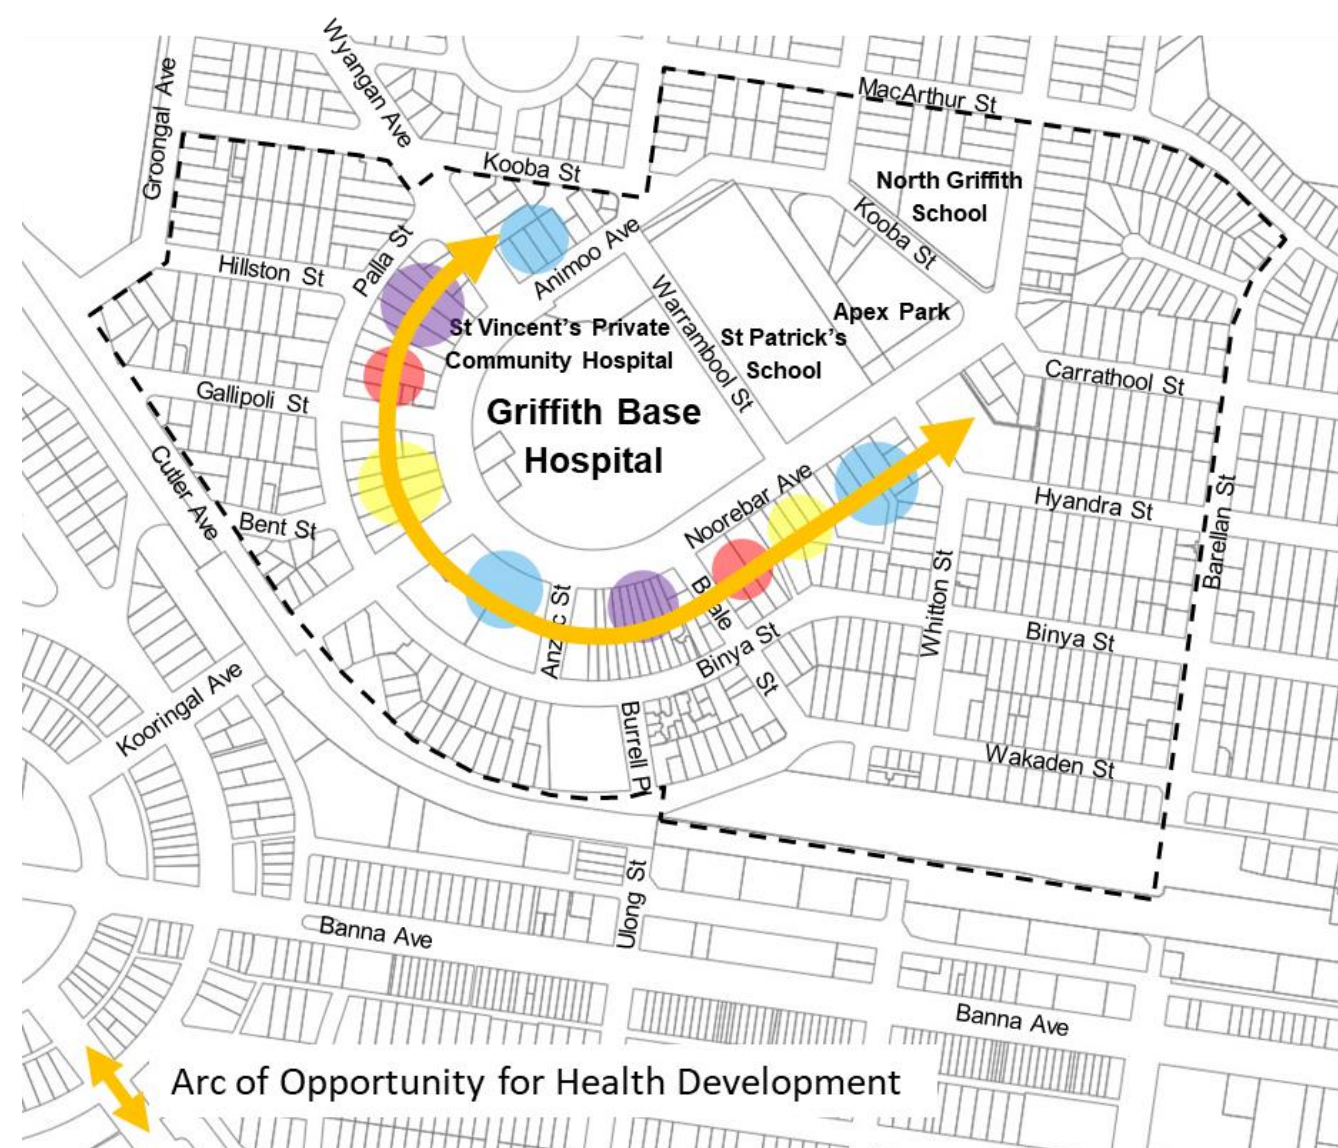 Groongal Ave
Wyangan Ave
MacArthur St
Kooba St
North Griffith
School
Kooba St
Palla St
Animoo Ave
Hillston St
Warrambool St
Apex Park
St Vincent's Private
Community Hospital
St Patrick's
School
Carrathool St
Gallipoli St
Griffith Base
Hospital
Cutler Ave
Noorebar Ave
Hyandra St
Barellan St
Bent St
Whitton St
Anzac St
Beale
St
Binya St
Binya St
Kooringal Ave
Burrell Pl
Wakaden St
Ulong St
Banna Ave
Banna Ave
Arc of Opportunity for Health Development